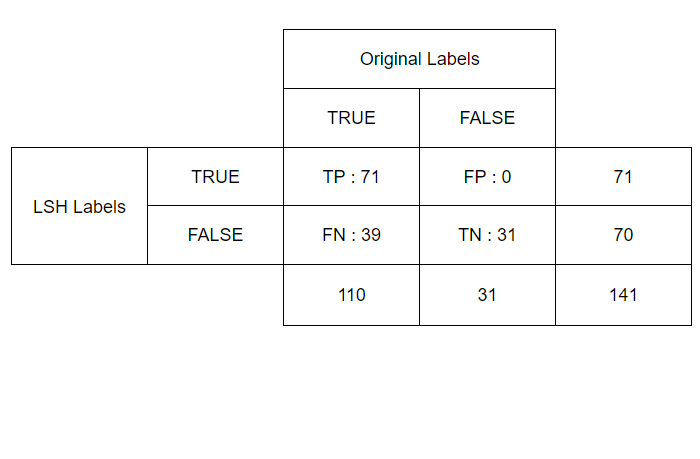 Original Labels
TRUE FALSE
LSH Labels
TRUE TP : 71 FP : 0 71
FALSE FN : 39 TN : 31 70
110 31 141